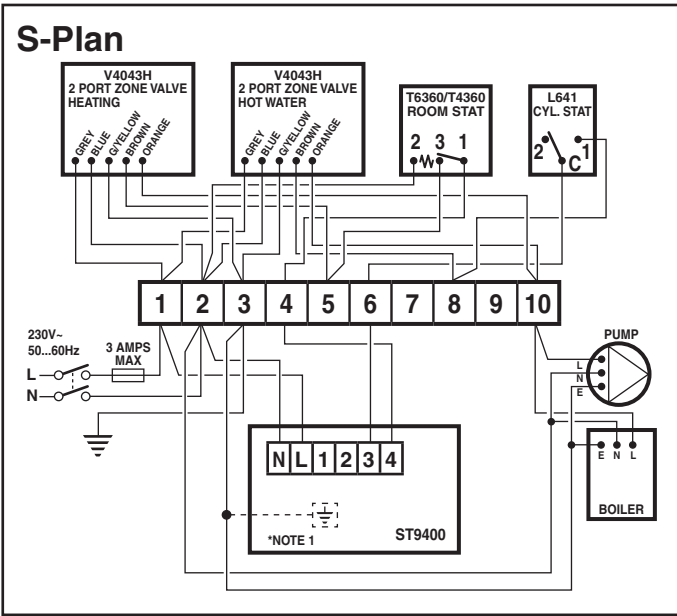 S-Plan
V4043H
2 PORT ZONE VALVE
HEATING
GREY
BLUE
G/YELLOW
BROWN
ORANGE
V4043H
2 PORT ZONE VALVE
HOT WATER
GREY
BLUE
G/YELLOW
BROWN
ORANGE
T6360/T4360
ROOM STAT
2 3 1
L641
CYL. STAT
2 C 1
1 2 3 4 5 6 7 8 9 10
230V~
50...60Hz
3 AMPS
MAX
L
N
PUMP
L
N
E
N L 1 2 3 4
*NOTE 1
ST9400
E N L
BOILER